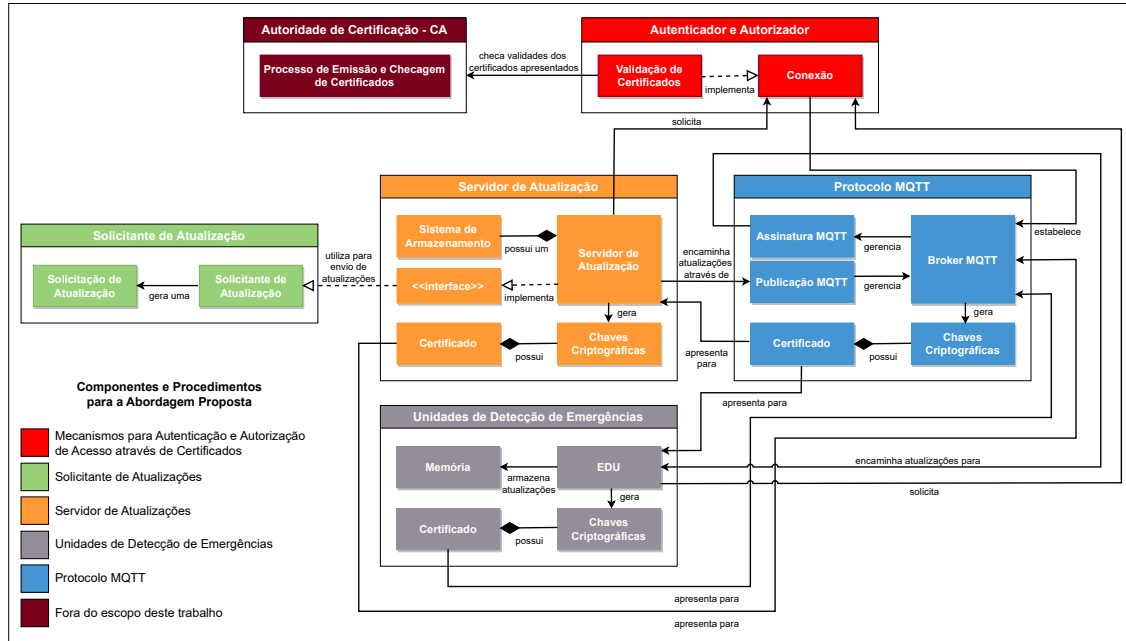 Autoridade de Certificação - CA
Processo de Emissão e Checagem
de Certificados
checa validades dos
certificados apresentados
Autenticador e Autorizador
Validação de
Certificados
implementa
Conexão
solicita
Servidor de Atualização
Sistema de
Armazenamento
possui um
Servidor de
Atualização
<<interface>>
implementa
gera
Certificado
possui
Chaves
Criptográficas
Solicitante de Atualização
Solicitação de
Atualização
gera uma
Solicitante de
Atualização
utiliza para
envio de
atualizações
encaminha
atualizações
através de
Protocolo MQTT
Assinatura MQTT
gerencia
Broker MQTT
estabelece
Publicação MQTT
gerencia
gera
Certificado
possui
Chaves
Criptográficas
apresenta
para
apresenta para
Unidades de Detecção de Emergências
Memória
armazena
atualizações
EDU
gera
Certificado
possui
Chaves
Criptográficas
encaminha atualizações para
solicita
apresenta para
apresenta para
Componentes e Procedimentos
para a Abordagem Proposta
Mecanismos para Autenticação e Autorização
de Acesso através de Certificados
Solicitante de Atualizações
Servidor de Atualizações
Unidades de Detecção de Emergências
Protocolo MQTT
Fora do escopo deste trabalho